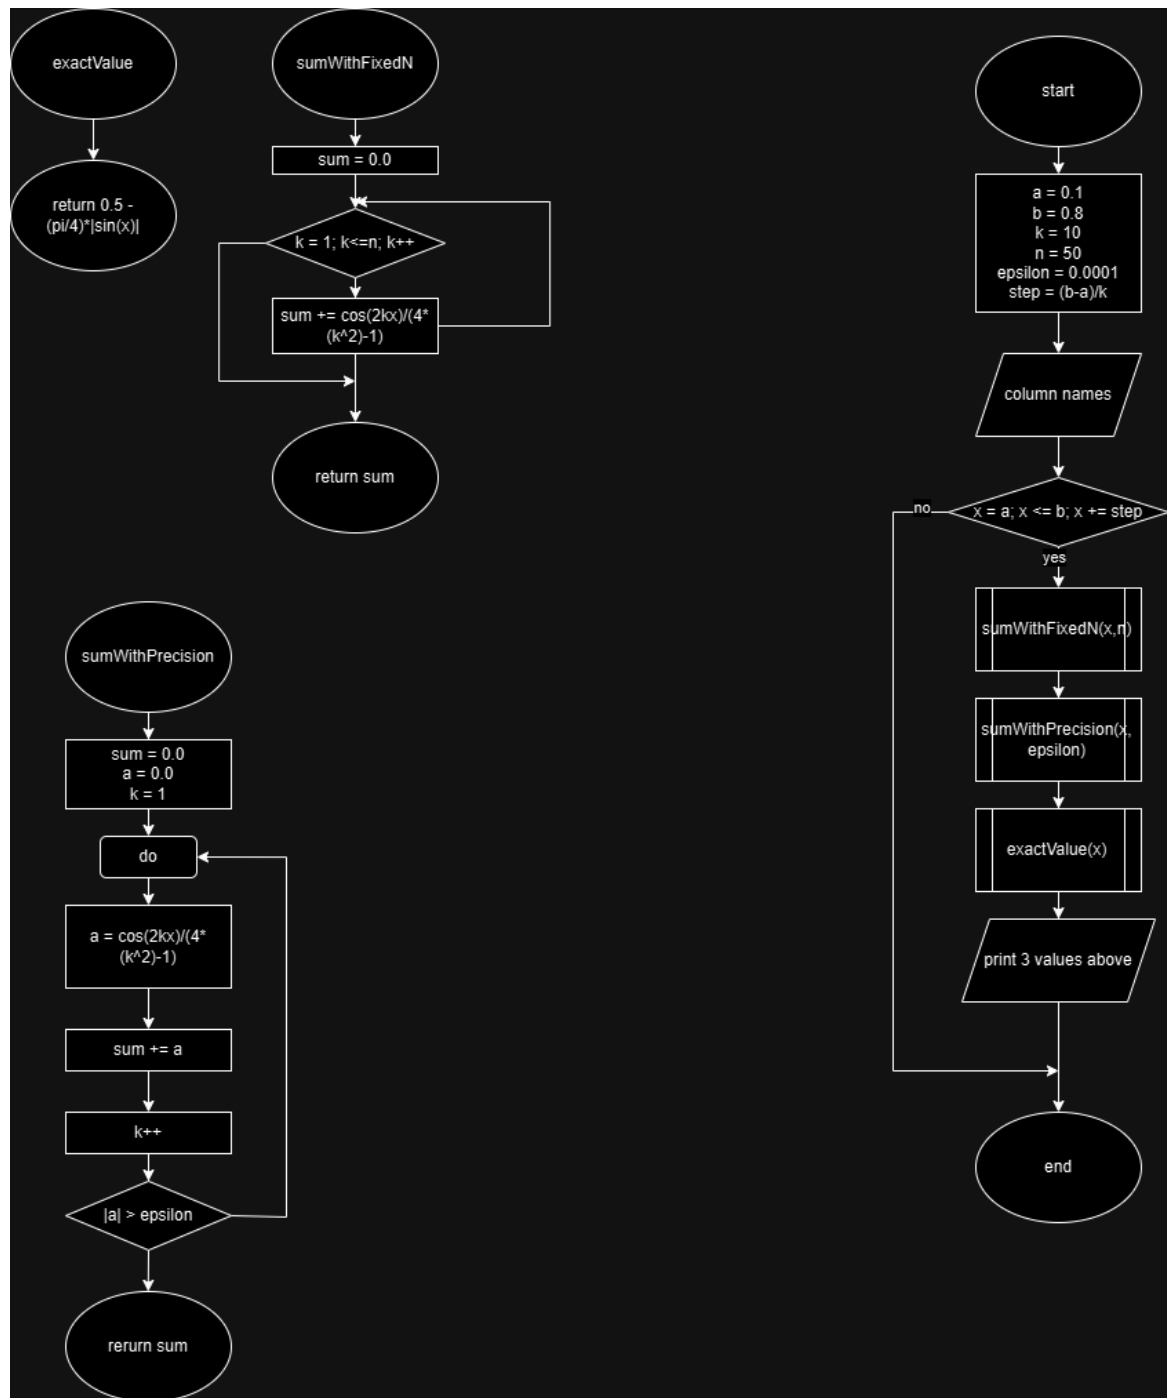 exactValue
return 0.5 -
(pi/4)*|sin(x)|
sumWithFixedN
sum = 0.0
k = 1; k<=n; k++
sum += cos(2kx)/(4*
(k^2)-1)
return sum
sumWithPrecision
sum = 0.0
a = 0.0
k = 1
do
a = cos(2kx)/(4*
(k^2)-1)
sum += a
k++
|a| > epsilon
rerurn sum
start
a = 0.1
b = 0.8
k = 10
n = 50
epsilon = 0.0001
step = (b-a)/k
column names
no
x = a; x <= b; x += step
yes
sumWithFixedN(x,n)
sumWithPrecision(x,
epsilon)
exactValue(x)
print 3 values above
end